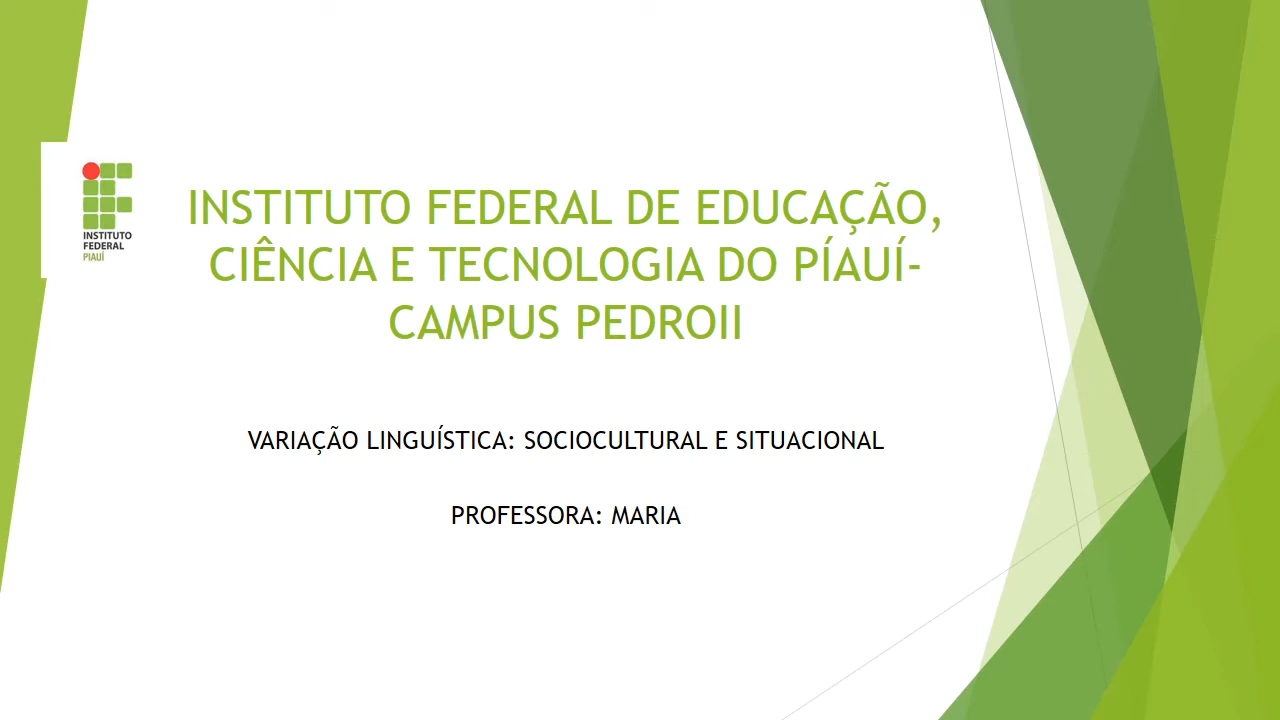 INSTITUTO
FEDERAL
PIAUÍ
INSTITUTO FEDERAL DE EDUCAÇÃO,
CIÊNCIA E TECNOLOGIA DO PÍAUÍ-
CAMPUS PEDROII
VARIAÇÃO LINGUÍSTICA: SOCIOCULTURAL E SITUACIONAL
PROFESSORA: MARIA